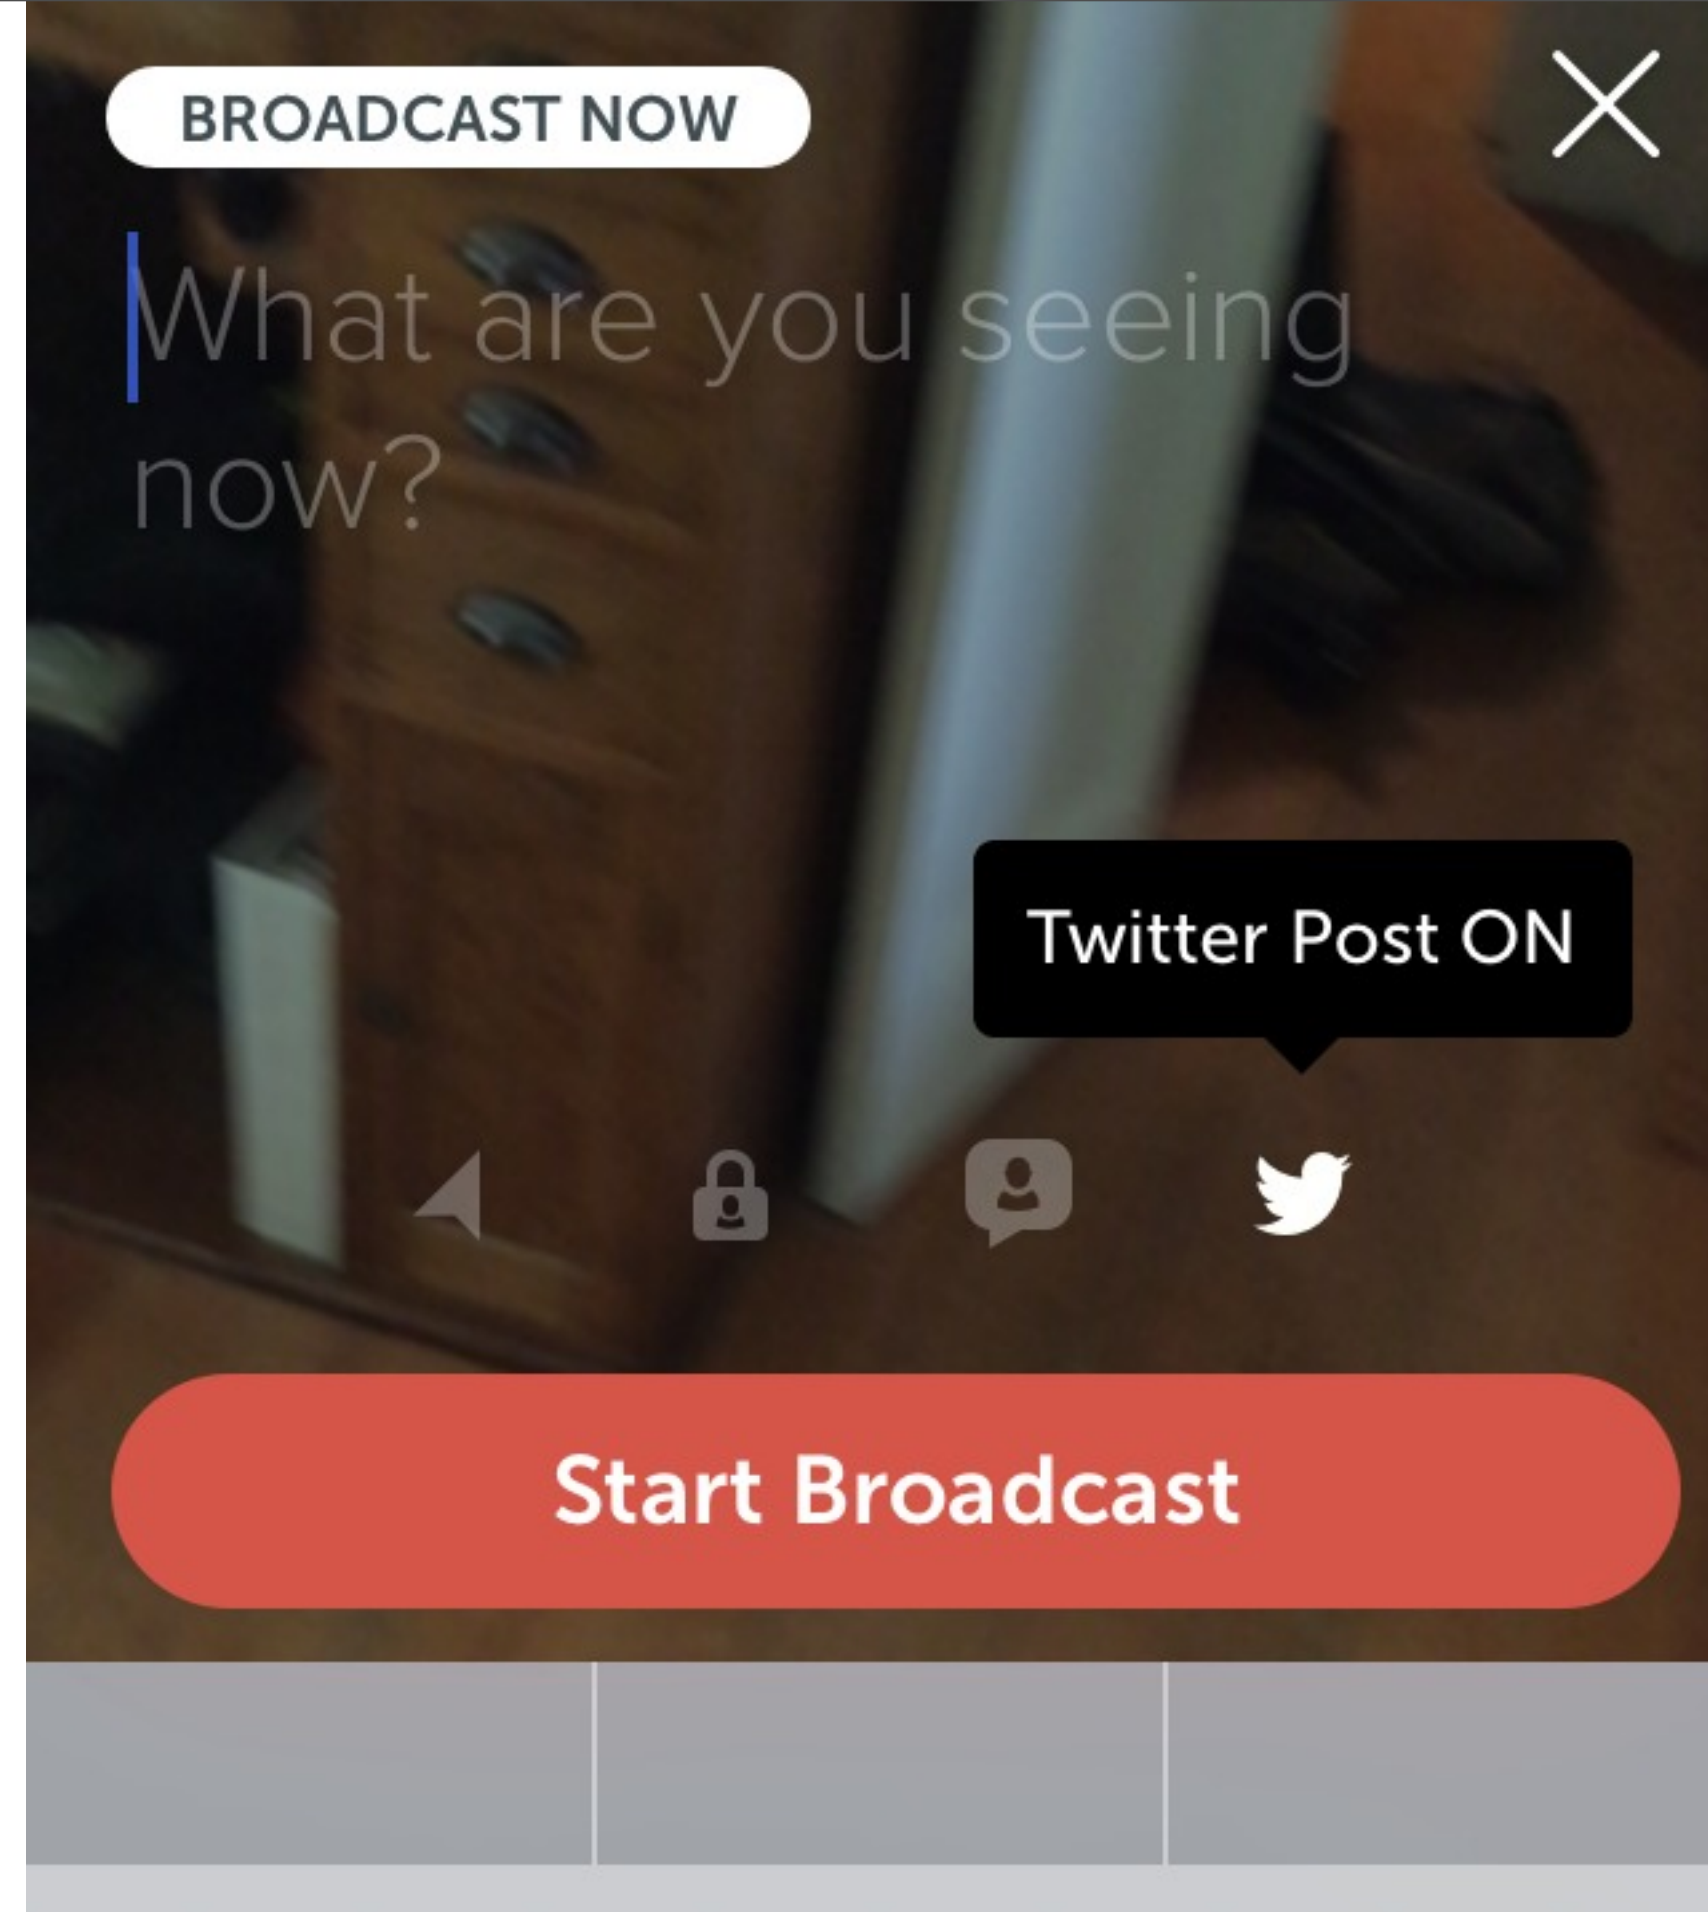 BROADCAST NOW
What are you seeing
now?
Twitter Post ON
Start Broadcast